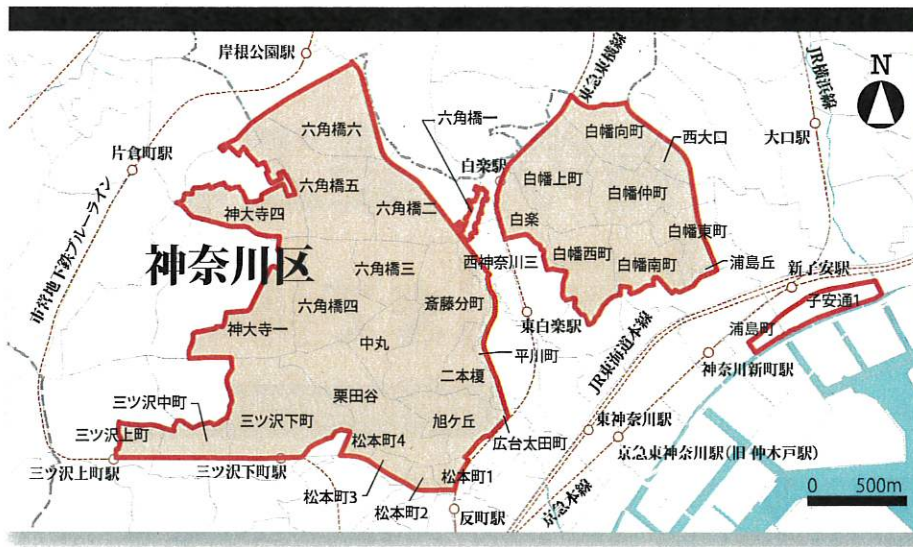 岸根公園駅
東急東横線
JR横浜線
N
六角橋六
六角橋一
白幡向町
西大口
大口駅
片倉町駅
白楽駅
六角橋五
白幡上町
白幡仲町
神大寺四
六角橋二
白楽
白幡東町
市営地下鉄ブルーライン
神奈川区
六角橋三
西神奈川三
白幡西町
白幡南町
浦島丘
新子安駅
六角橋四
斎藤分町
子安通1
神大寺一
東白楽駅
浦島町
中丸
平川町
JR東海道本線
神奈川新町駅
二本榎
三ツ沢中町
栗田谷
三ツ沢上町
三ツ沢下町
旭ケ丘
広台太田町
東神奈川駅
松本町4
京急東神奈川駅(旧 仲木戸駅)
三ツ沢上町駅
三ツ沢下町駅
松本町1
松本町3
松本町2
反町駅
京急本線
0 500m